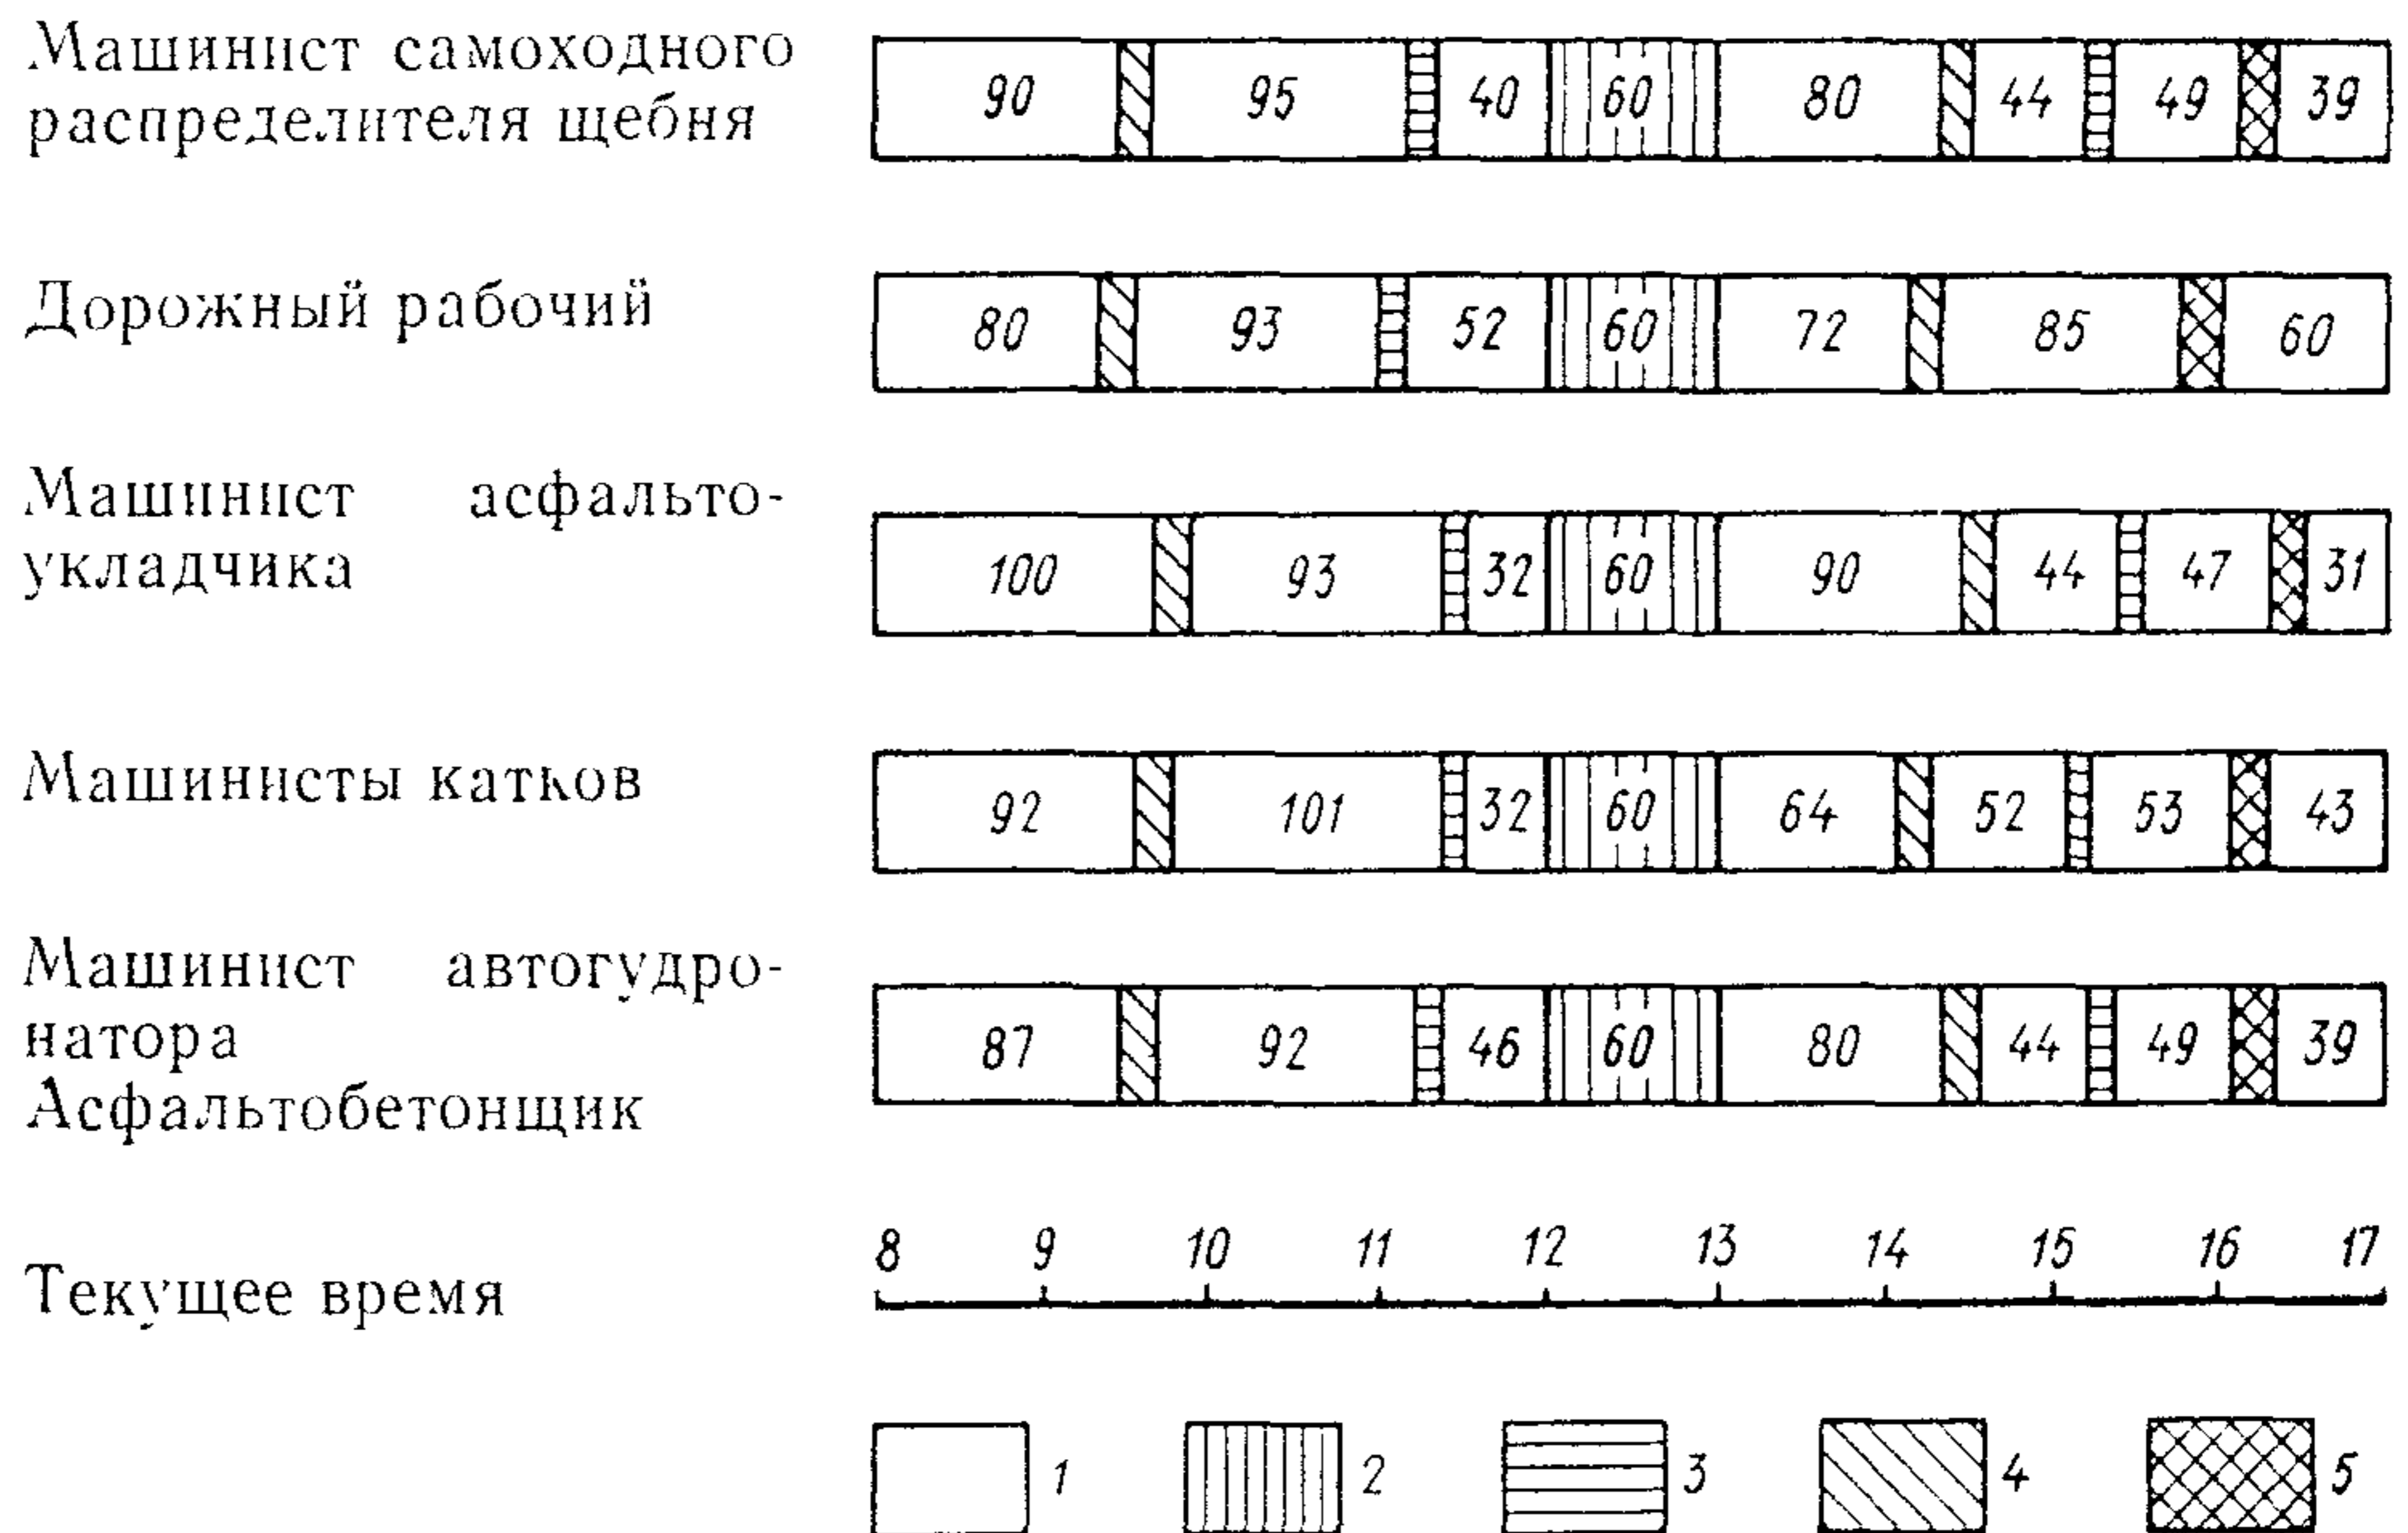 Машинист самоходного
распределителя щебня
90 95 40 60 80 44 49 39
Дорожный рабочий
80 93 52 60 72 85 60
Машинист асфальто-
укладчика
100 93 32 60 90 44 47 31
Машинисты катков
92 101 32 60 64 52 53 43
Машинист автогудро-
натора
Асфальтобетонщик
87 92 46 60 80 44 49 39
8 9 10 11 12 13 14 15 16 17
Текущее время
1 2 3 4 5